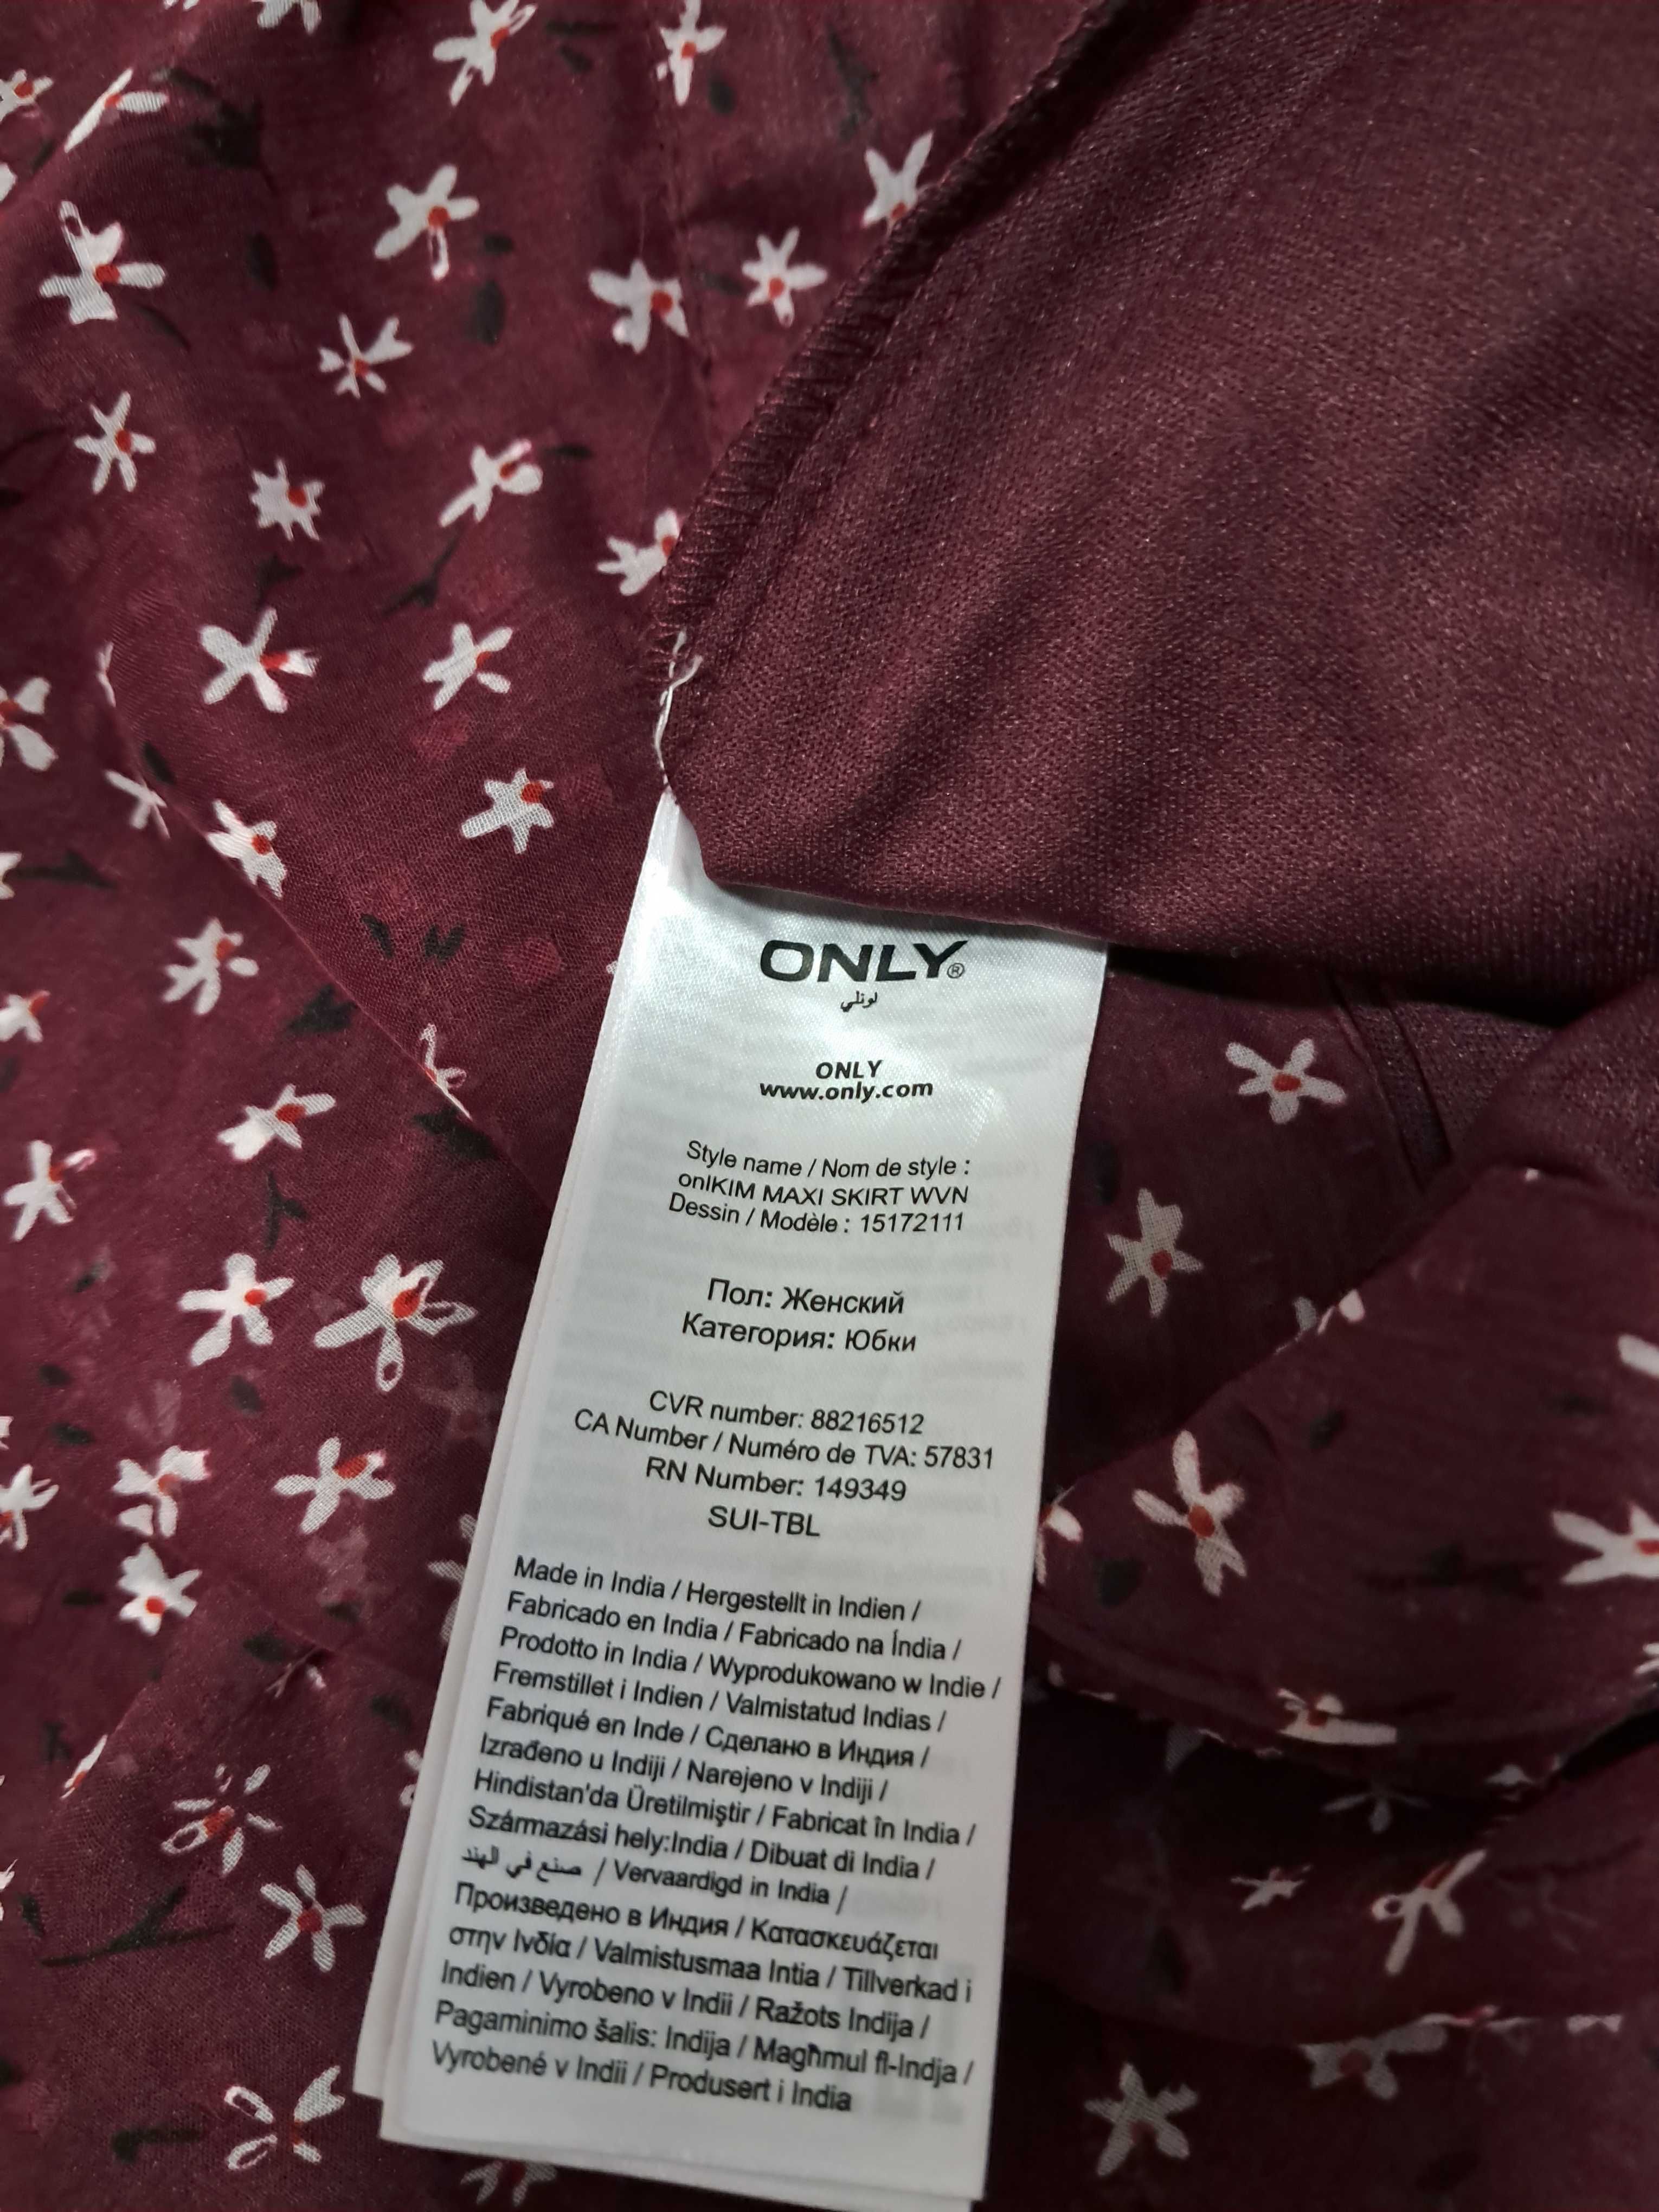 ONLY®
لونلي
ONLY
www.only.com
Style name / Nom de style :
onlKIM MAXI SKIRT WVN
Dessin / Modèle : 15172111
Пол: Женский
Категория: Юбки
CVR number: 88216512
CA Number / Numéro de TVA: 57831
RN Number: 149349
SUI-TBL
Made in India / Hergestellt in Indien /
Fabricado en India / Fabricado na Índia /
Prodotto in India / Wyprodukowano w Indie /
Fremstillet i Indien / Valmistatud Indias /
Fabriqué en Inde / Сделано в Индия /
Izrađeno u Indiji / Narejeno v Indiji /
Hindistan'da Üretilmiştir / Fabricat în India /
Származási hely:India / Dibuat di India /
صنع في الهند / Vervaardigd in India /
Произведено в Индия / Κατασκευάζεται
στην Ινδία / Valmistusmaa Intia / Tillverkad i
Indien / Vyrobeno v Indii / Ražots Indija /
Pagaminimo šalis: Indija / Magħmul fl-Indja /
Vyrobené v Indii / Produsert i India